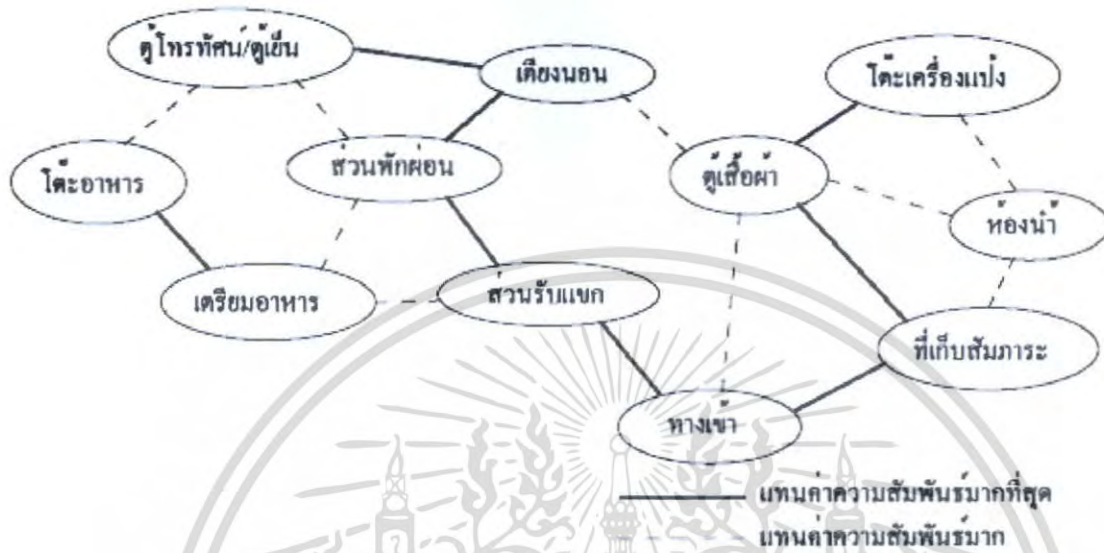 ตู้โทรทัศน์/ตู้เย็น
เตียงนอน
โต๊ะเครื่องแป้ง
ส่วนพักผ่อน
ตู้เสื้อผ้า
โต๊ะอาหาร
ห้องน้ำ
เตรียมอาหาร
ส่วนรับแขก
ที่เก็บสัมภาระ
ทางเข้า
แทนค่าความสัมพันธ์มากที่สุด
แทนค่าความสัมพันธ์มาก